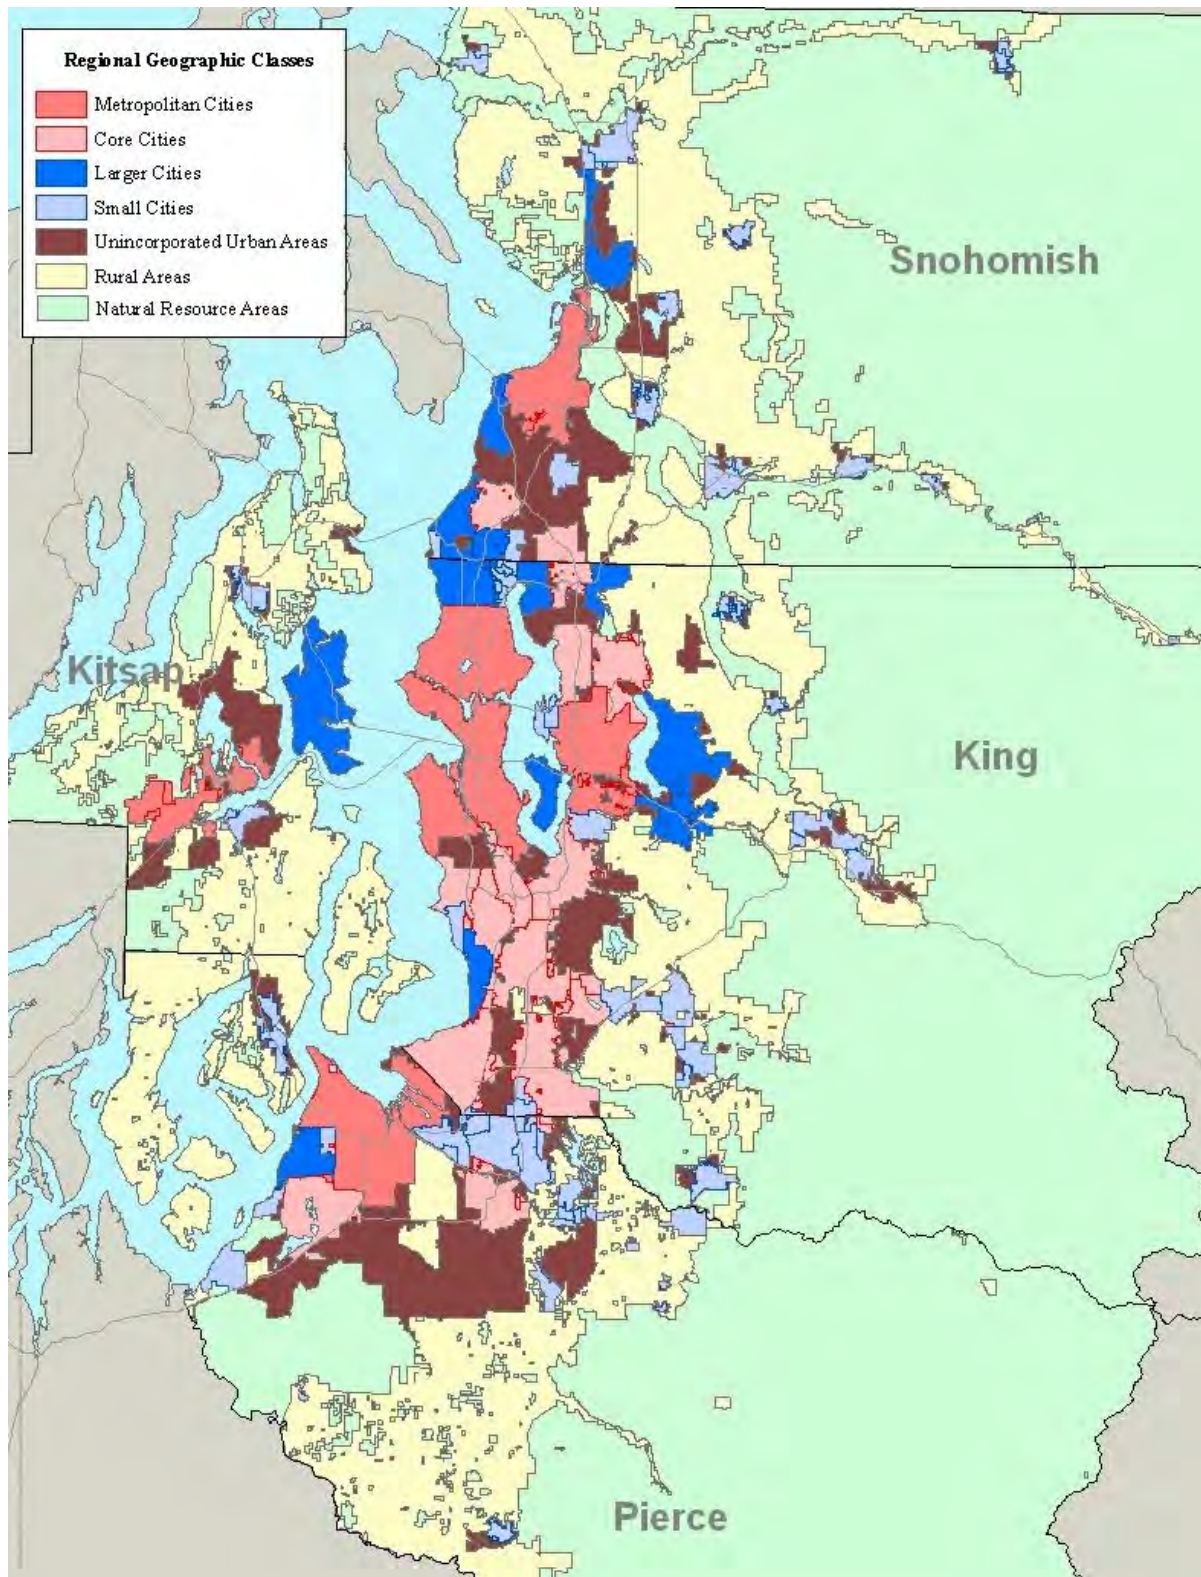 Regional Geographic Classes
Metropolitan Cities
Core Cities
Larger Cities
Small Cities
Unincorporated Urban Areas
Rural Areas
Natural Resource Areas
Snohomish
Kitsap
King
Pierce